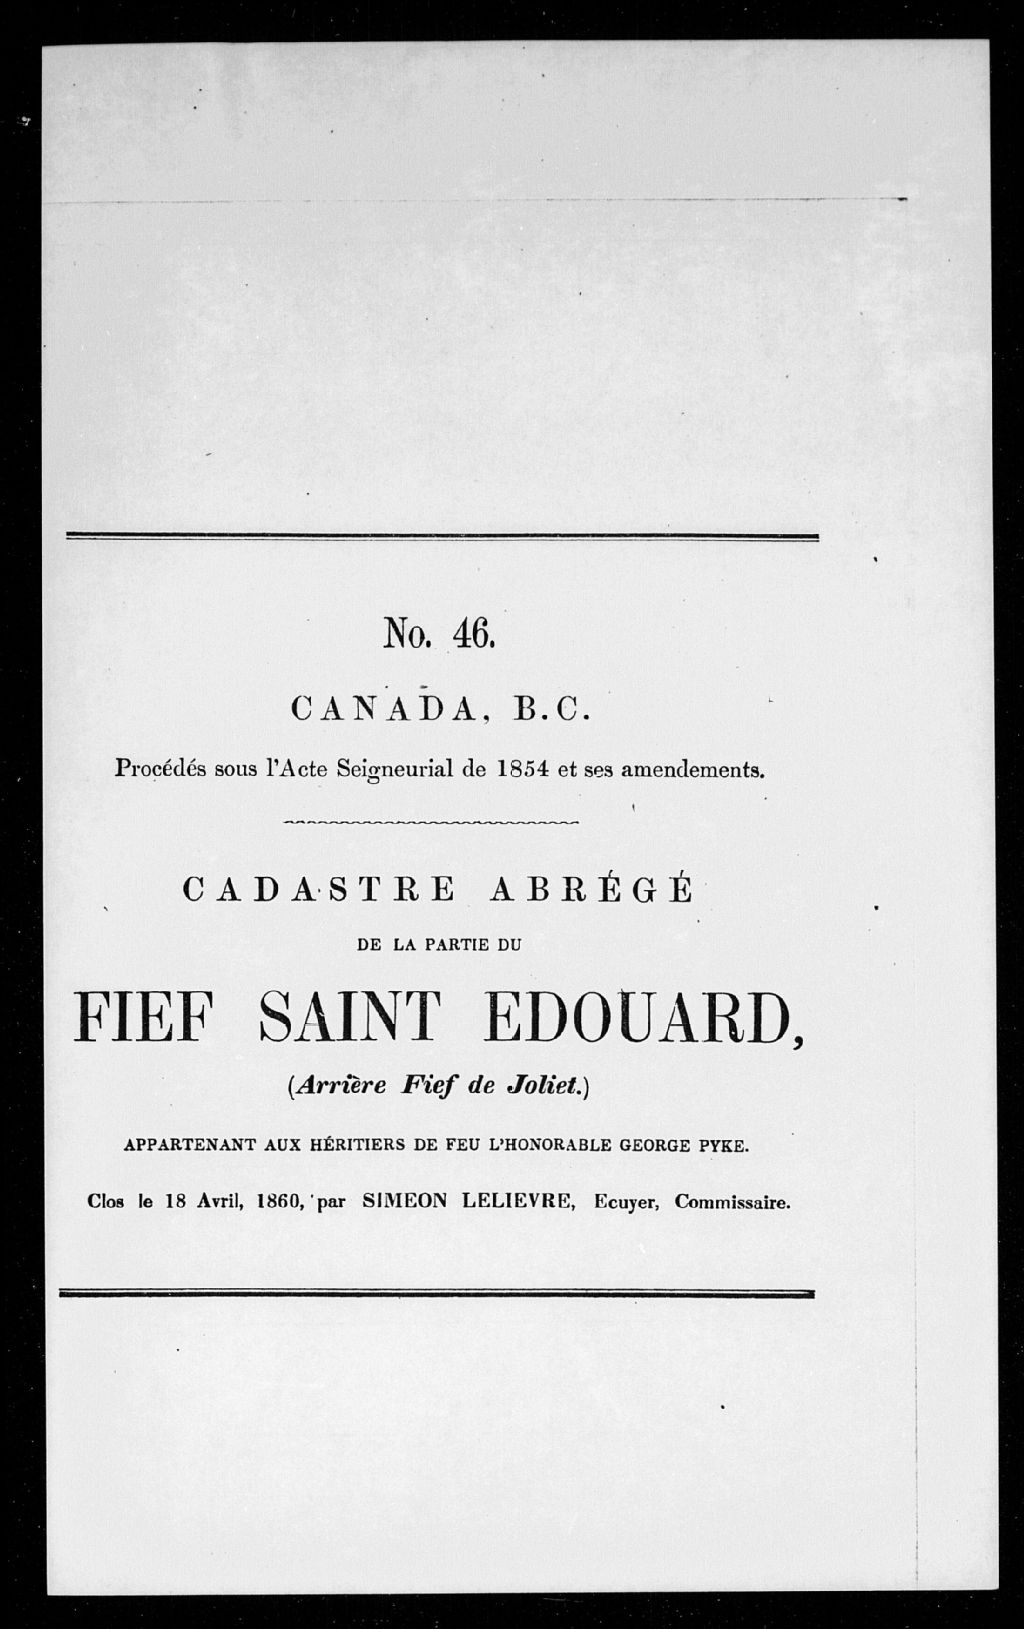 No. 46.
CANADA, B.C.
Procédés sous l'Acte Seigneurial de 1854 et ses amendements.
CADASTRE ABRÉGÉ
DE LA PARTIE DU
FIEF SAINT EDOUARD,
(Arrière Fief de Joliet.)
APPARTENANT AUX HÉRITIERS DE FEU L'HONORABLE GEORGE PYKE.
Clos le 18 Avril, 1860, par SIMEON LELIEVRE, Ecuyer, Commissaire.